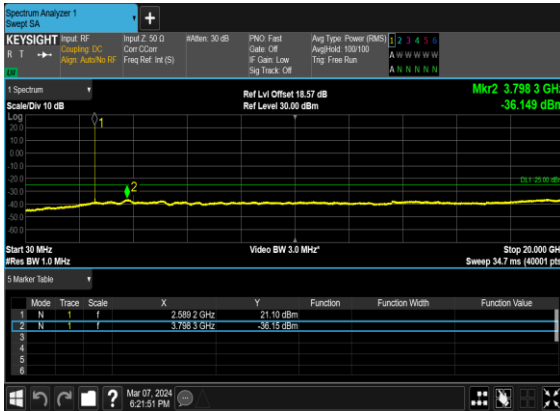 Spectrum Analyzer 1
Swept SA
+
KEYSIGHT Input: RF Input Z: 50 Ω #Atten: 30 dB PNO: Fast Avg Type: Power (RMS) 1 2 3 4 5 6
R T Coupling: DC Corr CCorr Gate: Off Avg|Hold: 100/100 A W W W W W
Align: Auto/No RF Freq Ref: Int (S) IF Gain: Low Trig: Free Run
Sig Track: Off A N N N N N
1 Spectrum Ref Lvl Offset 18.57 dB Mkr2 3.798 3 GHz
Scale/Div 10 dB Ref Level 30.00 dBm -36.149 dBm
Log
1
20.0
10.0
0.00
-10.0
-20.0
DL1 -25.00 dBm
-30.0
2
-40.0
-50.0
-60.0
Start 30 MHz Video BW 3.0 MHz* Stop 20.000 GHz
#Res BW 1.0 MHz Sweep 34.7 ms (40001 pts)
5 Marker Table
Mode Trace Scale X Y Function Function Width Function Value
1 N 1 f 2.589 2 GHz 21.10 dBm
2 N 1 f 3.798 3 GHz -36.15 dBm
3
4
5
6
? Mar 07, 2024
6:21:51 PM